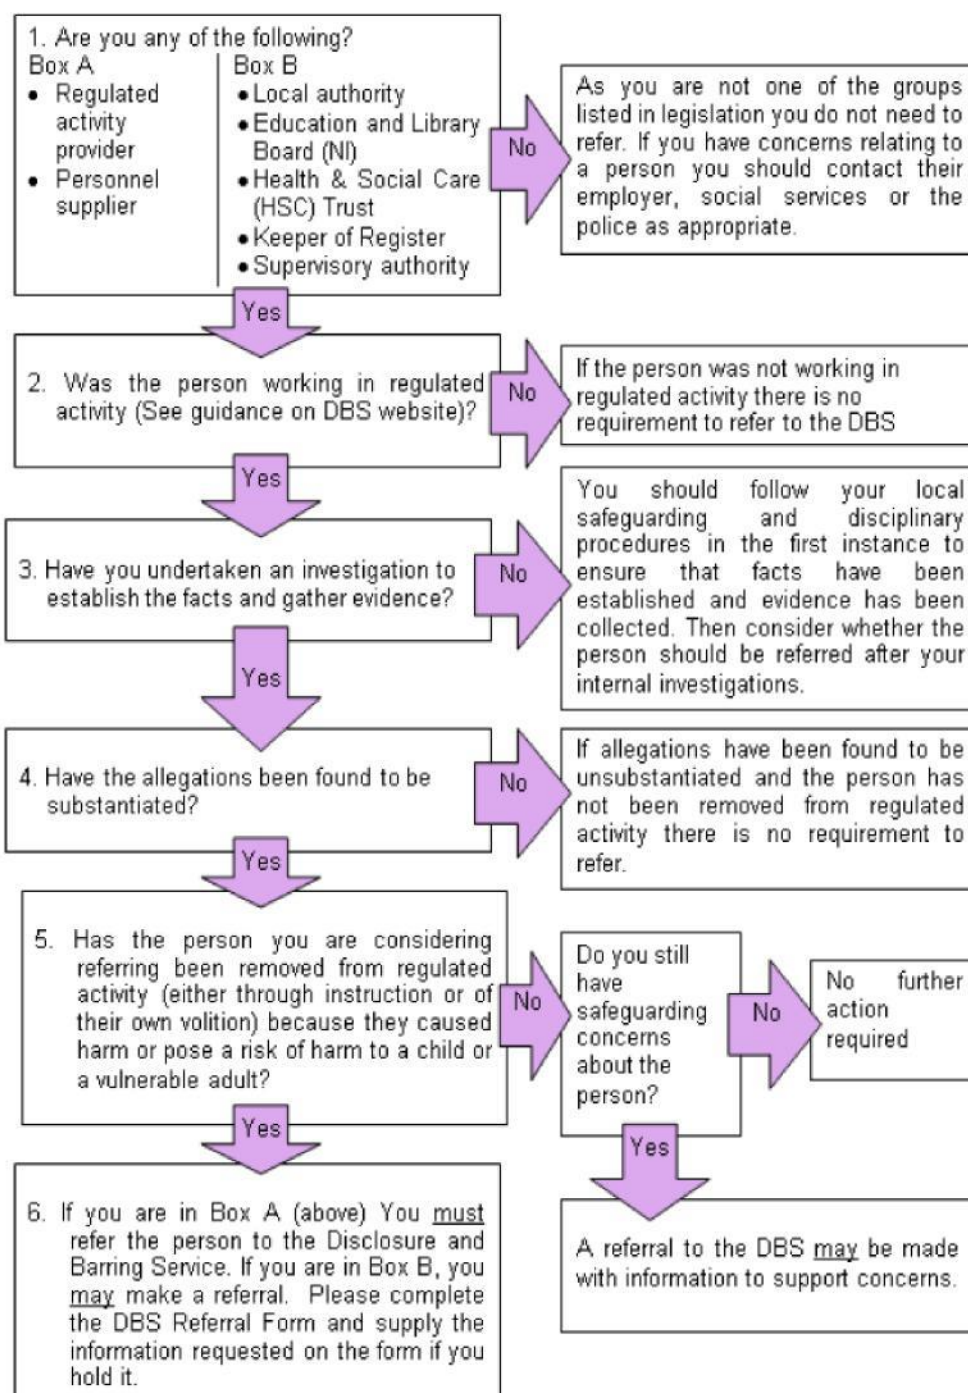 1. Are you any of the following?
Box A
• Regulated
activity
provider
• Personnel
supplier
Box B
• Local authority
• Education and Library
Board (NI)
• Health & Social Care
(HSC) Trust
• Keeper of Register
• Supervisory authority
No
As you are not one of the groups
listed in legislation you do not need to
refer. If you have concerns relating to
a person you should contact their
employer, social services or the
police as appropriate.
Yes
2. Was the person working in regulated
activity (See guidance on DBS website)?
No
If the person was not working in
regulated activity there is no
requirement to refer to the DBS
Yes
3. Have you undertaken an investigation to
establish the facts and gather evidence?
No
You should follow your local
safeguarding and disciplinary
procedures in the first instance to
ensure that facts have been
established and evidence has been
collected. Then consider whether the
person should be referred after your
internal investigations.
Yes
4. Have the allegations been found to be
substantiated?
No
If allegations have been found to be
unsubstantiated and the person has
not been removed from regulated
activity there is no requirement to
refer.
Yes
5. Has the person you are considering
referring been removed from regulated
activity (either through instruction or of
their own volition) because they caused
harm or pose a risk of harm to a child or
a vulnerable adult?
No
Do you still
have
safeguarding
concerns
about the
person?
No
No further
action
required
Yes
Yes
6. If you are in Box A (above) You must
refer the person to the Disclosure and
Barring Service. If you are in Box B, you
may make a referral. Please complete
the DBS Referral Form and supply the
information requested on the form if you
hold it.
A referral to the DBS may be made
with information to support concerns.